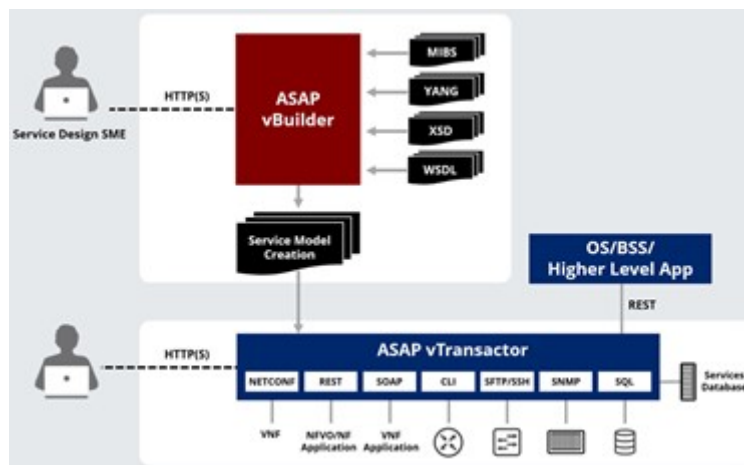 MIBS
HTTP(S)
ASAP
vBuilder
YANG
Service Design SME
XSD
WSDL
Service Model
Creation
OS/BSS/
Higher Level App
REST
HTTP(S)
ASAP vTransactor
NETCONF
REST
SOAP
CLI
SFTP/SSH
SNMP
SQL
Services
Database
VNF
NFVO/NF
Application
VNF
Application